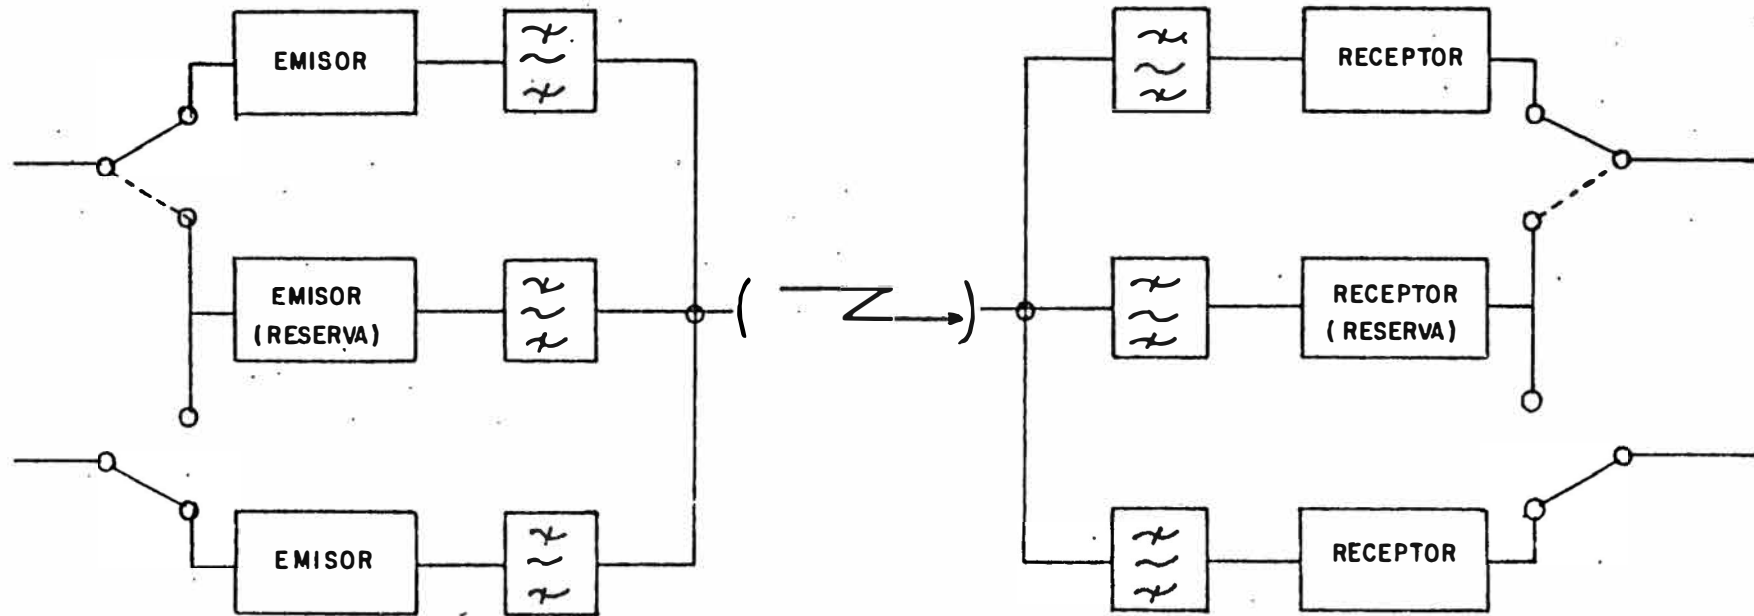 EMISOR
RECEPTOR
EMISOR
(RESERVA)
RECEPTOR
(RESERVA)
EMISOR
RECEPTOR